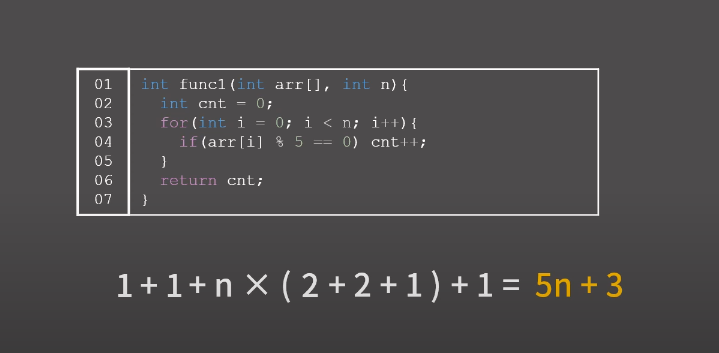 01 int func1(int arr[], int n){
02   int cnt = 0;
03   for(int i = 0; i < n; i++){
04     if(arr[i] % 5 == 0) cnt++;
05   }
06   return cnt;
07 }
1+1+n×(2+2+1)+1= 5n+3